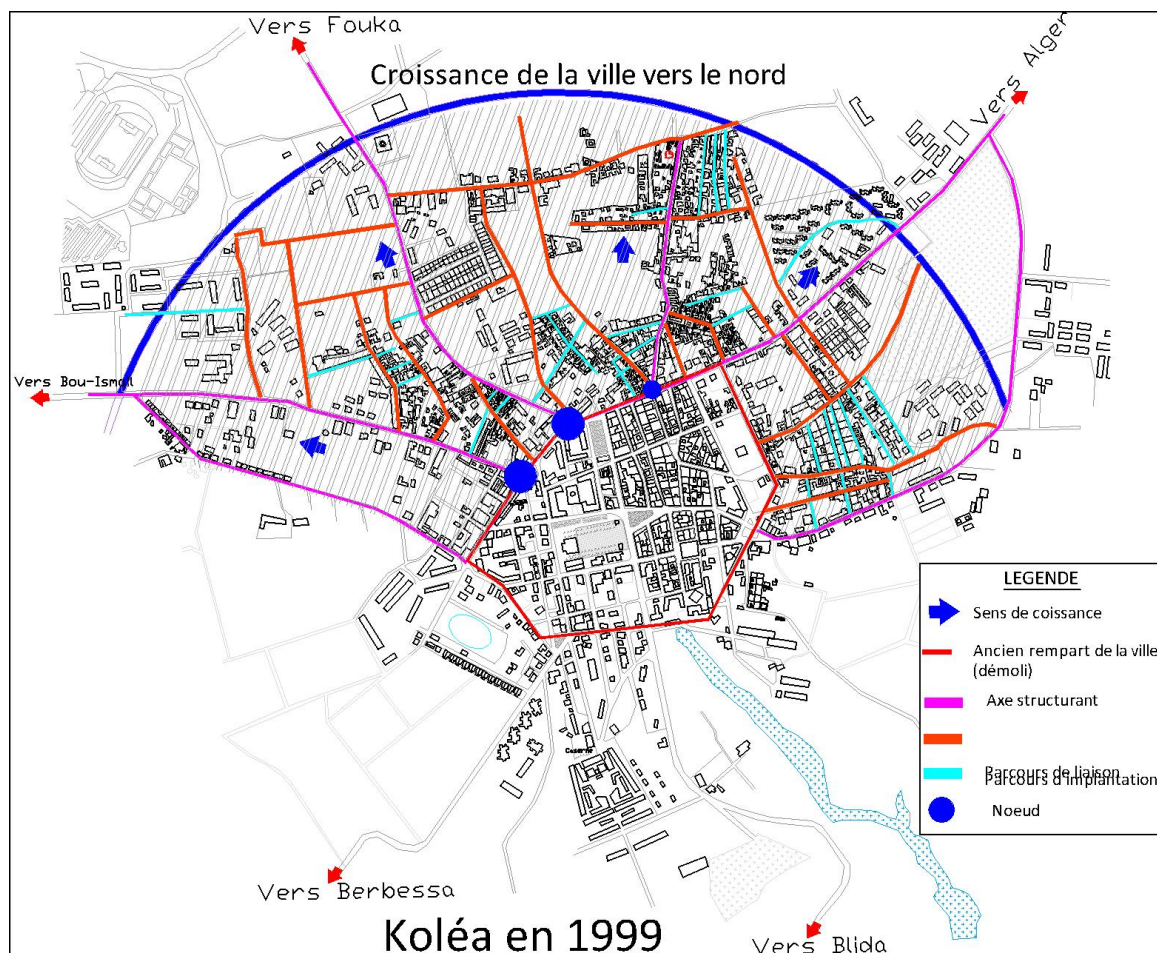 Vers Fouka
Vers Alger
Croissance de la ville vers le nord
Vers Bou-Ismail
LEGENDE
Sens de coissance
Ancien rempart de la ville
(démoli)
Axe structurant
Parcours de liaison
Parcours d'implantation
Noeud
Caserne
Vers Berbessa
Koléa en 1999
Vers Blida